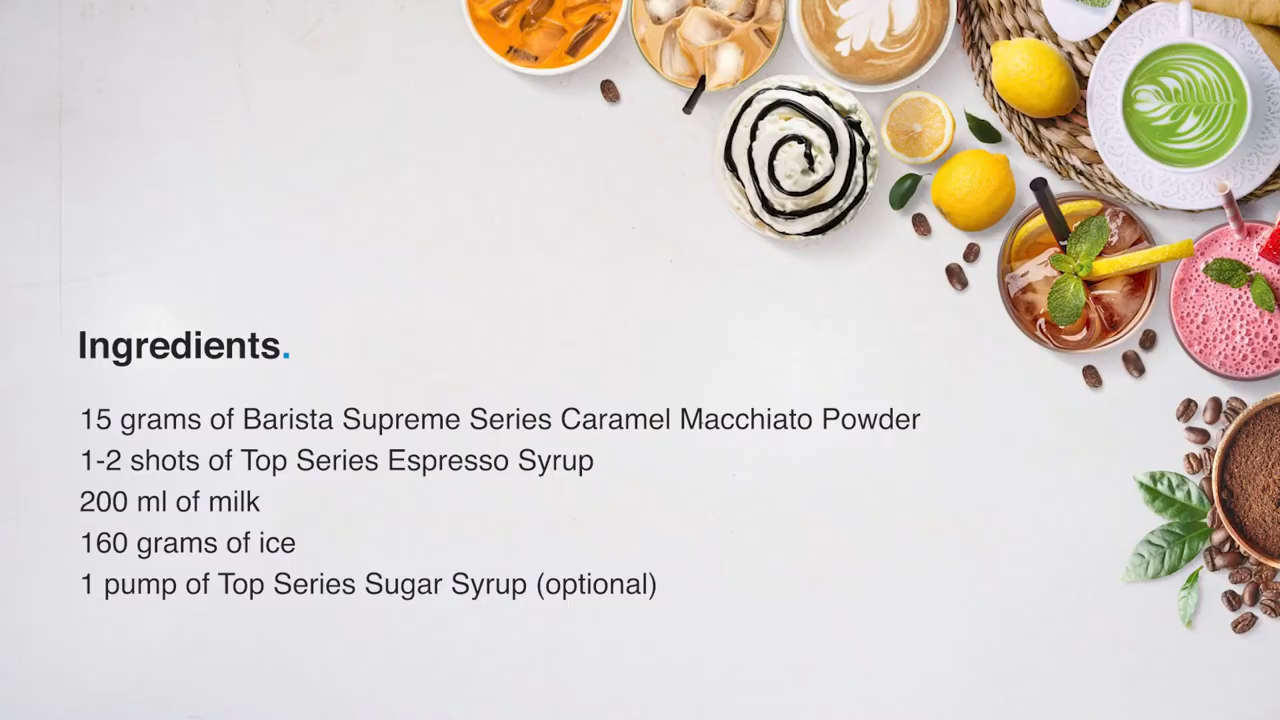 Ingredients.
15 grams of Barista Supreme Series Caramel Macchiato Powder
1-2 shots of Top Series Espresso Syrup
200 ml of milk
160 grams of ice
1 pump of Top Series Sugar Syrup (optional)